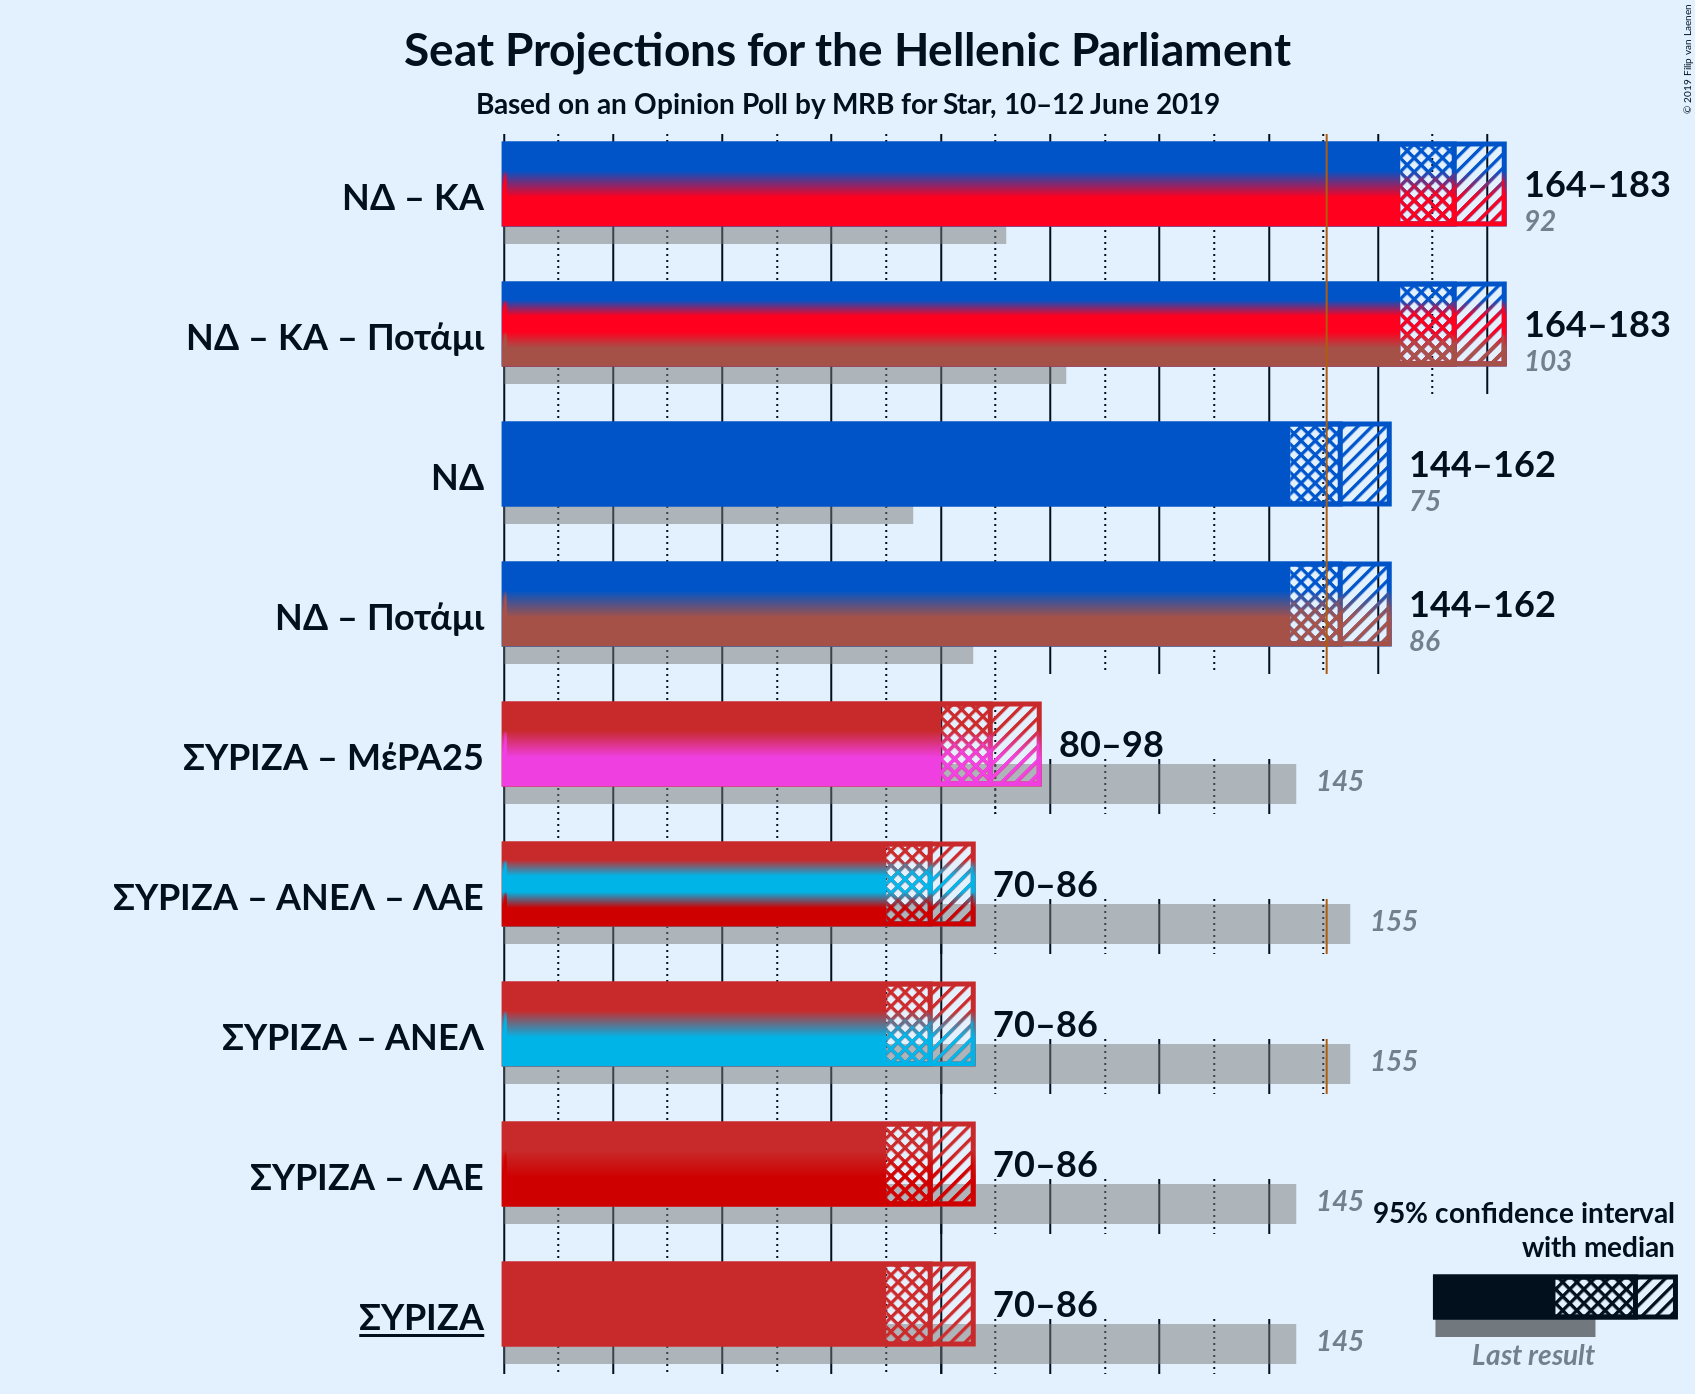 Seat Projections for the Hellenic Parliament
Based on an Opinion Poll by MRB for Star, 10–12 June 2019
© 2019 Filip van Laenen
ΝΔ – ΚΑ
164–183
92
ΝΔ – ΚΑ – Ποτάμι
164–183
103
ΝΔ
144–162
75
ΝΔ – Ποτάμι
144–162
86
ΣΥΡΙΖΑ – ΜέΡΑ25
80–98
145
ΣΥΡΙΖΑ – ΑΝΕΛ – ΛΑΕ
70–86
155
ΣΥΡΙΖΑ – ΑΝΕΛ
70–86
155
ΣΥΡΙΖΑ – ΛΑΕ
70–86
145
ΣΥΡΙΖΑ
70–86
145
95% confidence interval
with median
Last result